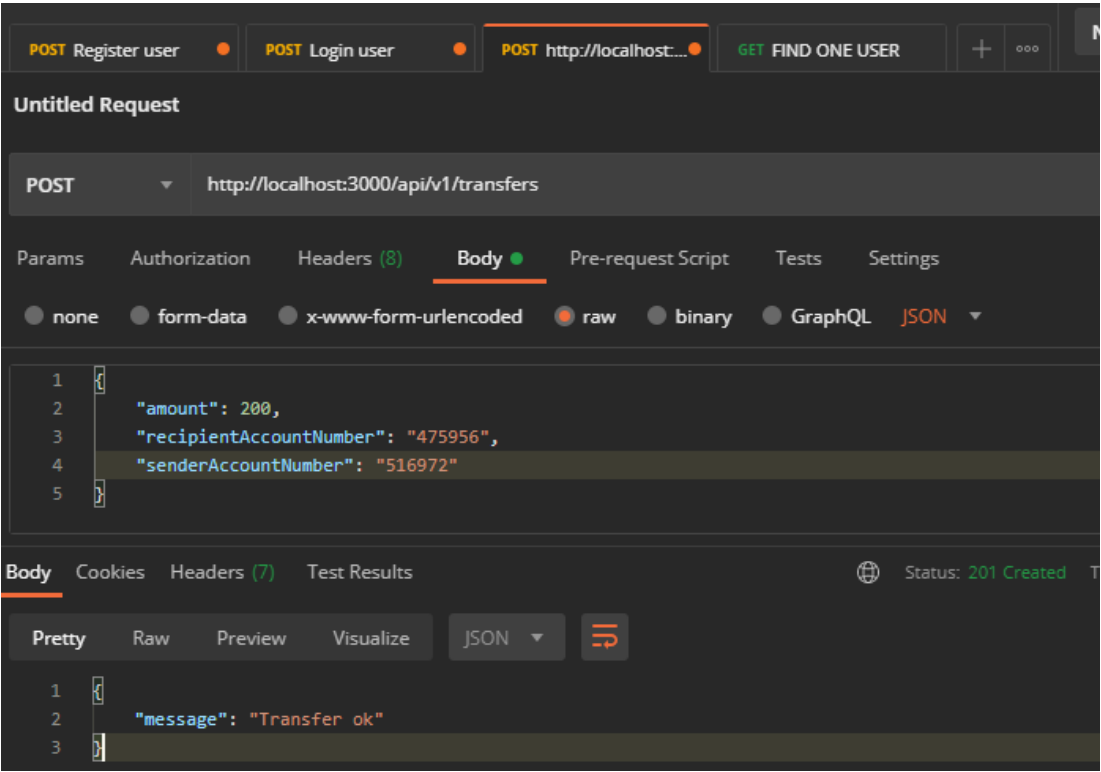 POST Register user POST Login user POST http://localhost:... GET FIND ONE USER
Untitled Request
POST http://localhost:3000/api/v1/transfers
Params Authorization Headers (8) Body Pre-request Script Tests Settings
none form-data x-www-form-urlencoded raw binary GraphQL JSON
1 {
2 "amount": 200,
3 "recipientAccountNumber": "475956",
4 "senderAccountNumber": "516972"
5 }
Body Cookies Headers (7) Test Results Status: 201 Created
Pretty Raw Preview Visualize JSON
1 {
2 "message": "Transfer ok"
3 }